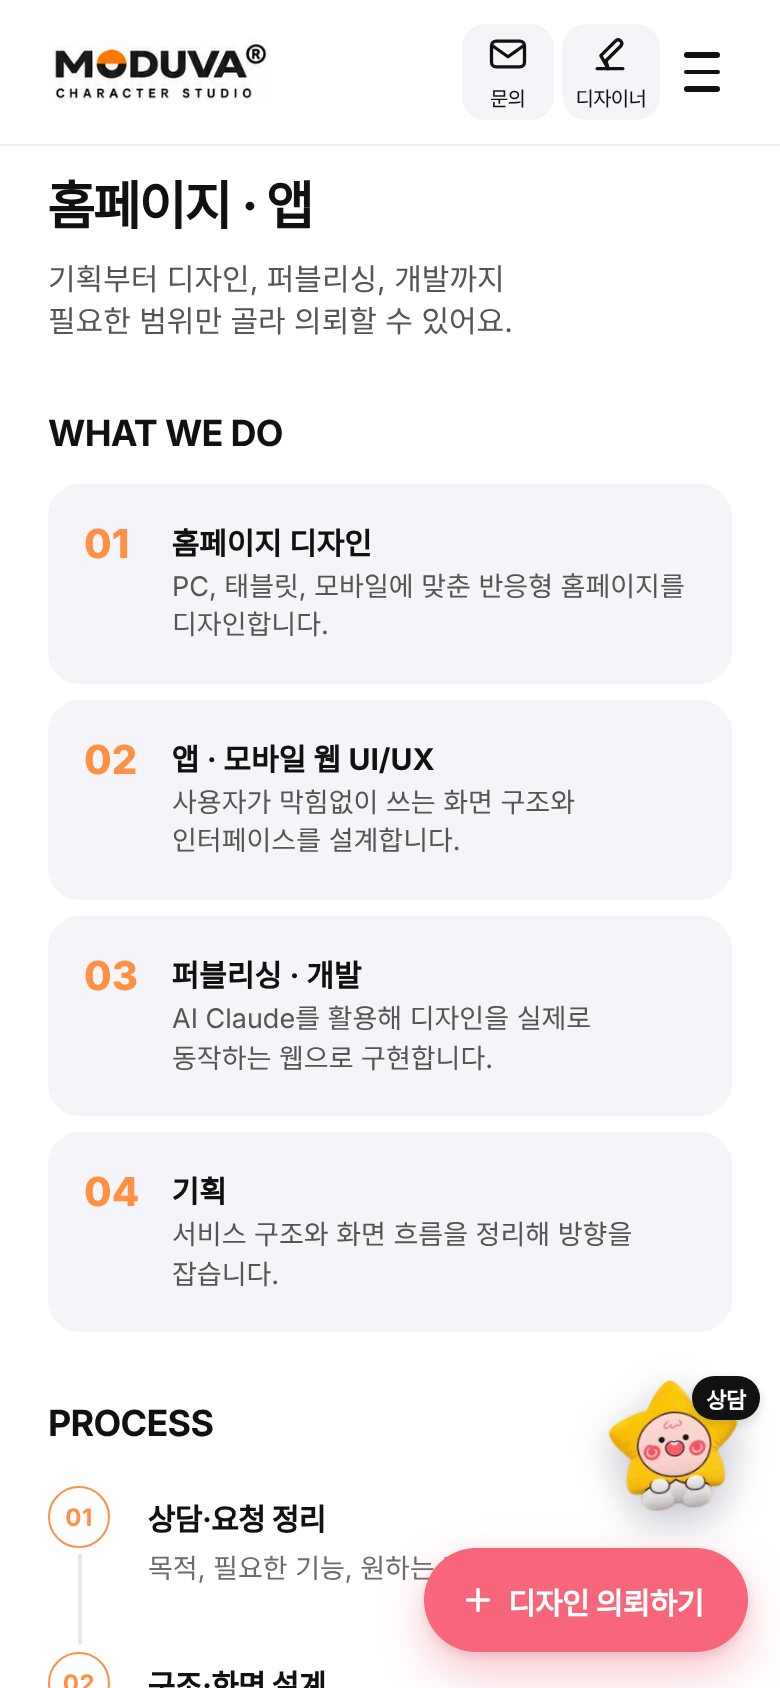 MODUVA®
CHARACTER STUDIO
문의
디자이너
홈페이지 · 앱
기획부터 디자인, 퍼블리싱, 개발까지
필요한 범위만 골라 의뢰할 수 있어요.
WHAT WE DO
01
홈페이지 디자인
PC, 태블릿, 모바일에 맞춘 반응형 홈페이지를
디자인합니다.
02
앱 · 모바일 웹 UI/UX
사용자가 막힘없이 쓰는 화면 구조와
인터페이스를 설계합니다.
03
퍼블리싱 · 개발
AI Claude를 활용해 디자인을 실제로
동작하는 웹으로 구현합니다.
04
기획
서비스 구조와 화면 흐름을 정리해 방향을
잡습니다.
상담
PROCESS
01
상담·요청 정리
목적, 필요한 기능, 원하는
+ 디자인 의뢰하기
02
구조·화면 설계